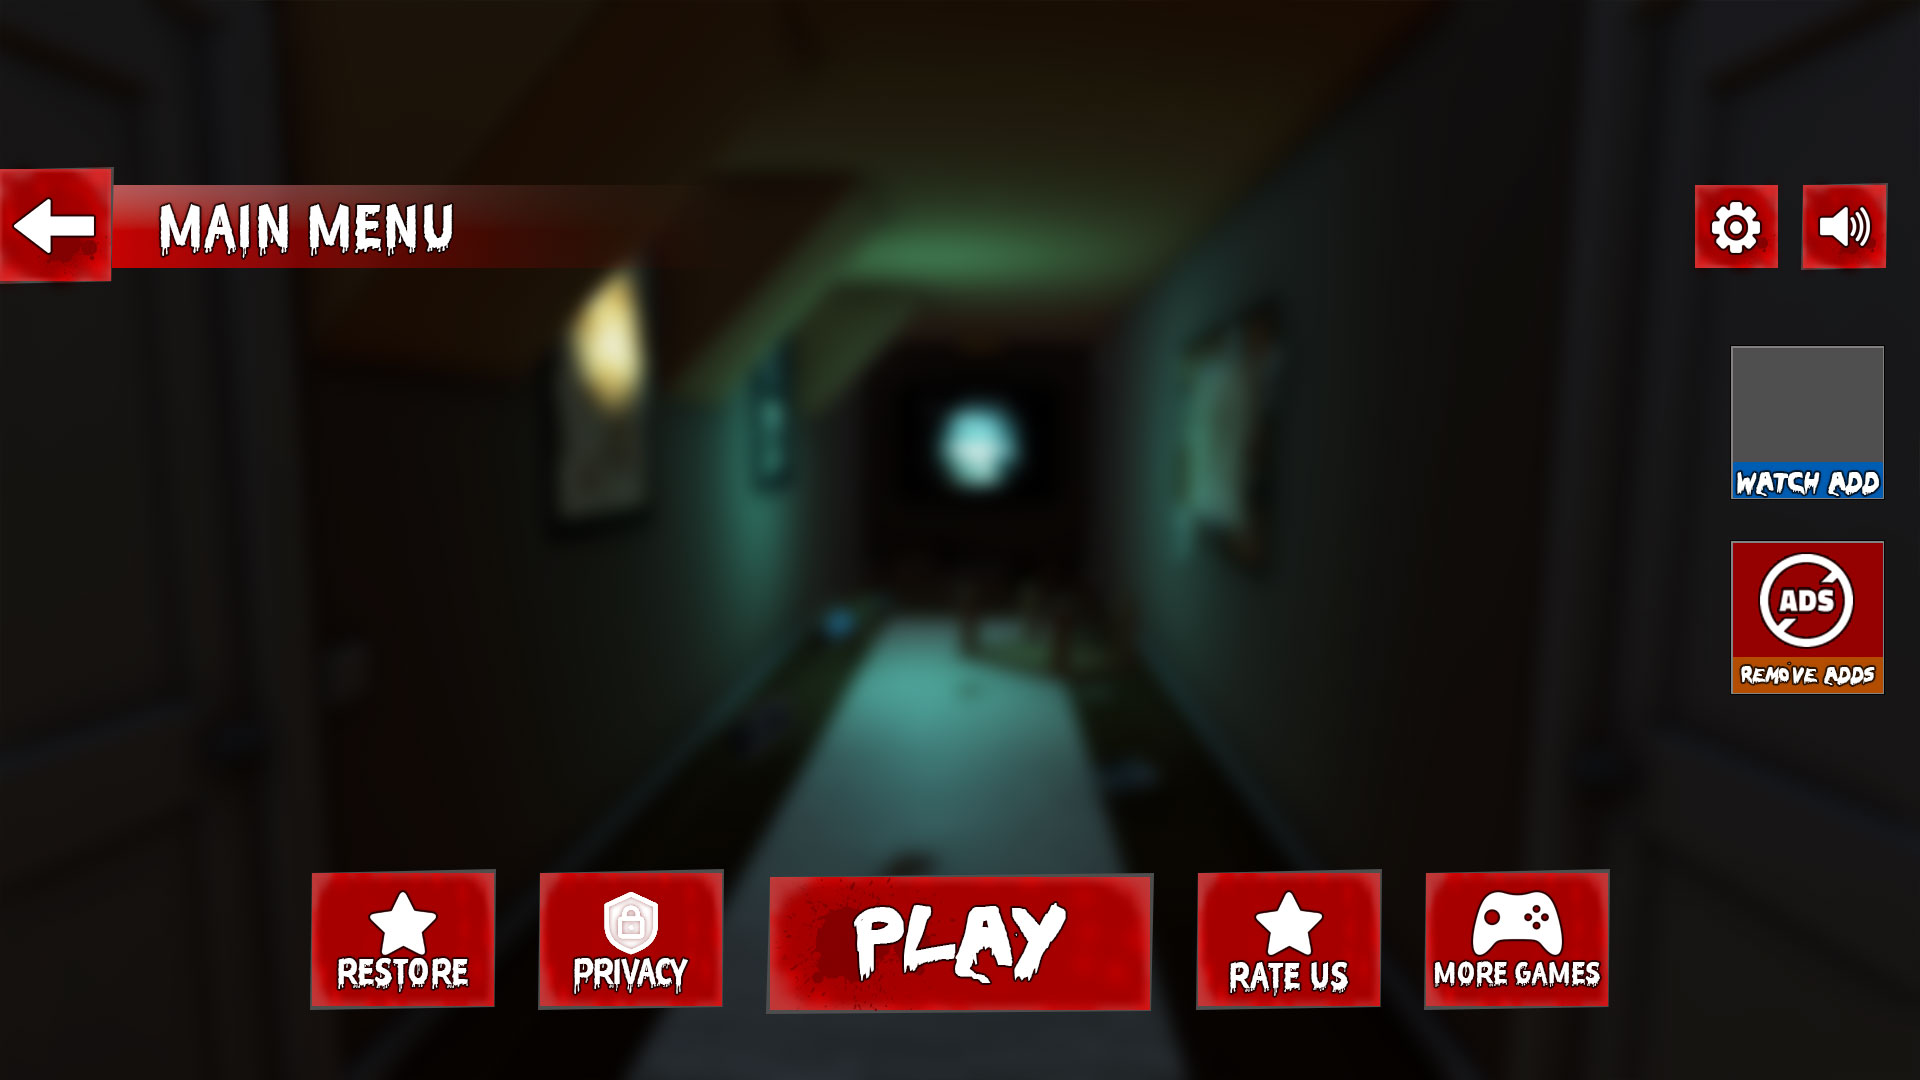 MAIN MENU
WATCH ADD
ADS
REMOVE ADDS
RESTORE
PRIVACY
PLAY
RATE US
MORE GAMES